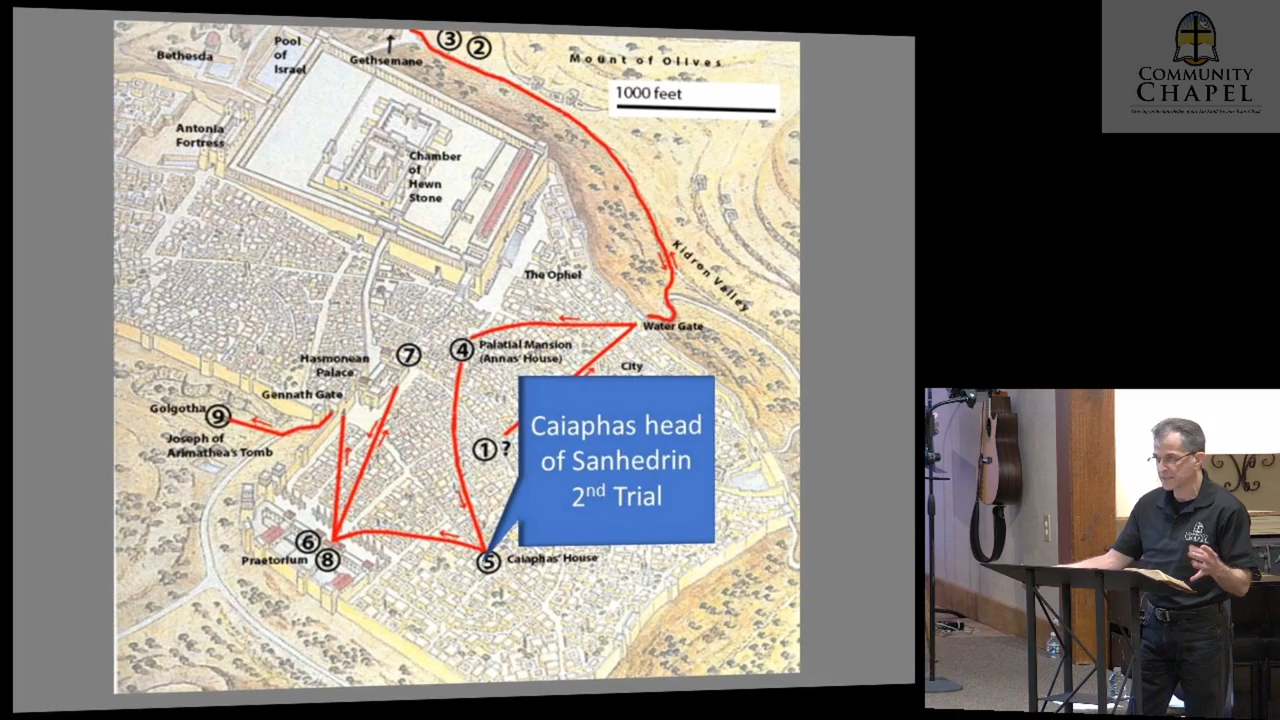 ③ ②
Mount of Olives
Gethsemane
Pool
of
Israel
Bethesda
1000 feet
Antonia
Fortress
Chamber
of
Hewn
Stone
Kidron Valley
The Ophel
Water Gate
④ Palatial Mansion
(Annas' House)
City
⑦
Hasmonean
Palace
Gennath Gate
Golgotha ⑨
Joseph of
Arimathea's Tomb
① ?
Caiaphas head
of Sanhedrin
2nd Trial
⑥
Praetorium ⑧
⑤ Caiaphas' House
COMMUNITY
CHAPEL